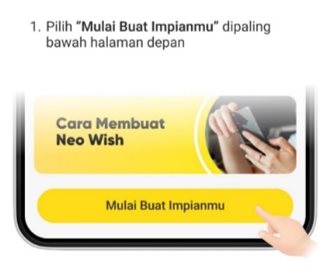 1. Pilih “Mulai Buat Impianmu” dipaling
bawah halaman depan
Cara Membuat
Neo Wish
Mulai Buat Impianmu